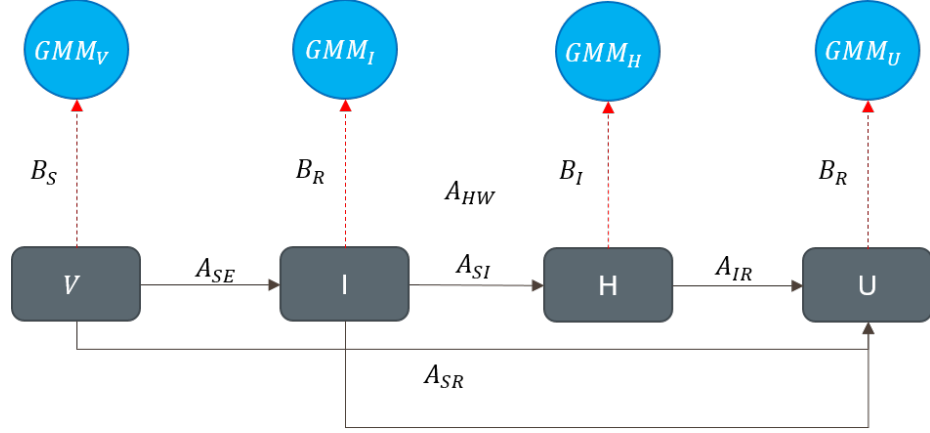 GMM_V GMM_I GMM_H GMM_U
B_S B_R B_I B_R
A_HW
V A_SE I A_SI H A_IR U
A_SR